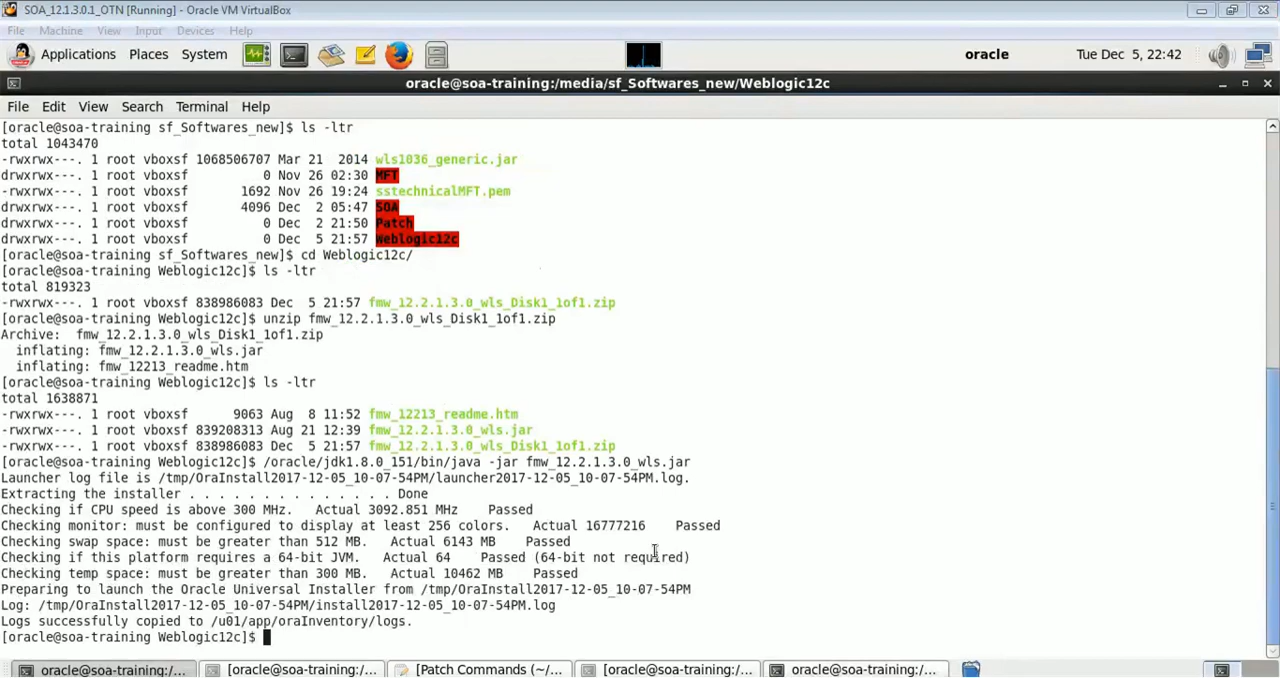 SOA_12.1.3.0.1_OTN [Running] - Oracle VM VirtualBox
File Machine View Input Devices Help
Applications Places System oracle Tue Dec 5, 22:42
oracle@soa-training:/media/sf_Softwares_new/Weblogic12c
File Edit View Search Terminal Help
[oracle@soa-training sf_Softwares_new]$ ls -ltr
total 1043470
-rwxrwx---. 1 root vboxsf 1068506707 Mar 21  2014 wls1036_generic.jar
drwxrwx---. 1 root vboxsf          0 Nov 26 02:30 MFT
-rwxrwx---. 1 root vboxsf       1692 Nov 26 19:24 sstechnicalMFT.pem
drwxrwx---. 1 root vboxsf       4096 Dec  2 05:47 SOA
drwxrwx---. 1 root vboxsf          0 Dec  2 21:50 Patch
drwxrwx---. 1 root vboxsf          0 Dec  5 21:57 Weblogic12c
[oracle@soa-training sf_Softwares_new]$ cd Weblogic12c/
[oracle@soa-training Weblogic12c]$ ls -ltr
total 819323
-rwxrwx---. 1 root vboxsf 838986083 Dec  5 21:57 fmw_12.2.1.3.0_wls_Disk1_1of1.zip
[oracle@soa-training Weblogic12c]$ unzip fmw_12.2.1.3.0_wls_Disk1_1of1.zip
Archive:  fmw_12.2.1.3.0_wls_Disk1_1of1.zip
  inflating: fmw_12.2.1.3.0_wls.jar
  inflating: fmw_12213_readme.htm
[oracle@soa-training Weblogic12c]$ ls -ltr
total 1638871
-rwxrwx---. 1 root vboxsf      9063 Aug  8 11:52 fmw_12213_readme.htm
-rwxrwx---. 1 root vboxsf 839208313 Aug 21 12:39 fmw_12.2.1.3.0_wls.jar
-rwxrwx---. 1 root vboxsf 838986083 Dec  5 21:57 fmw_12.2.1.3.0_wls_Disk1_1of1.zip
[oracle@soa-training Weblogic12c]$ /oracle/jdk1.8.0_151/bin/java -jar fmw_12.2.1.3.0_wls.jar
Launcher log file is /tmp/OraInstall2017-12-05_10-07-54PM/launcher2017-12-05_10-07-54PM.log.
Extracting the installer . . . . . . . . . . . . . . Done
Checking if CPU speed is above 300 MHz.   Actual 3092.851 MHz    Passed
Checking monitor: must be configured to display at least 256 colors.   Actual 16777216    Passed
Checking swap space: must be greater than 512 MB.   Actual 6143 MB    Passed
Checking if this platform requires a 64-bit JVM.   Actual 64    Passed (64-bit not required)
Checking temp space: must be greater than 300 MB.   Actual 10462 MB    Passed
Preparing to launch the Oracle Universal Installer from /tmp/OraInstall2017-12-05_10-07-54PM
Log: /tmp/OraInstall2017-12-05_10-07-54PM/install2017-12-05_10-07-54PM.log
Logs successfully copied to /u01/app/oraInventory/logs.
[oracle@soa-training Weblogic12c]$
oracle@soa-training:/... [oracle@soa-training:/... [Patch Commands (~/... [oracle@soa-training:/... oracle@soa-training:/...